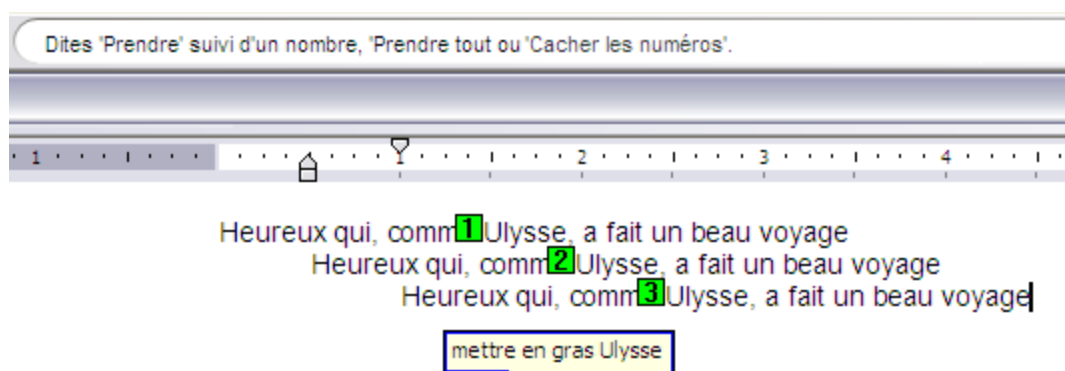 Dites 'Prendre' suivi d'un nombre, 'Prendre tout ou 'Cacher les numéros'.
1 1 2 3 4
Heureux qui, comm 1 Ulysse, a fait un beau voyage
Heureux qui, comm 2 Ulysse, a fait un beau voyage
Heureux qui, comm 3 Ulysse, a fait un beau voyage
mettre en gras Ulysse